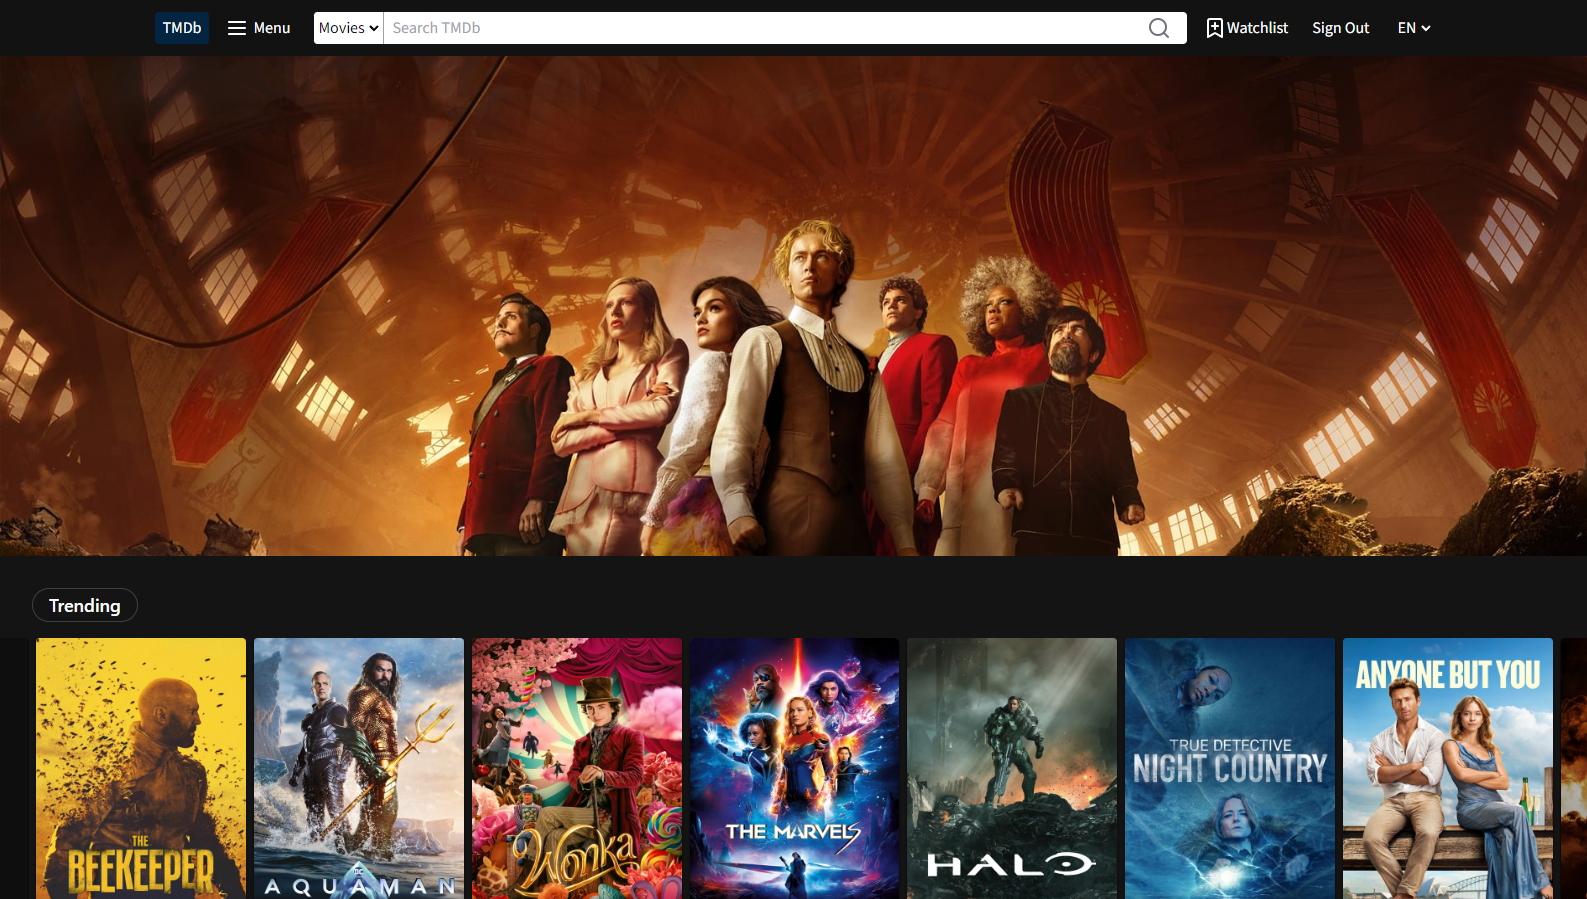 TMDb
Menu
Movies
Search TMDb
Watchlist
Sign Out
EN
Trending
THE
BEEKEEPER
DC
AQUAMAN
Wonka
THE MARVELS
HALO
TRUE DETECTIVE
NIGHT COUNTRY
ANYONE BUT YOU